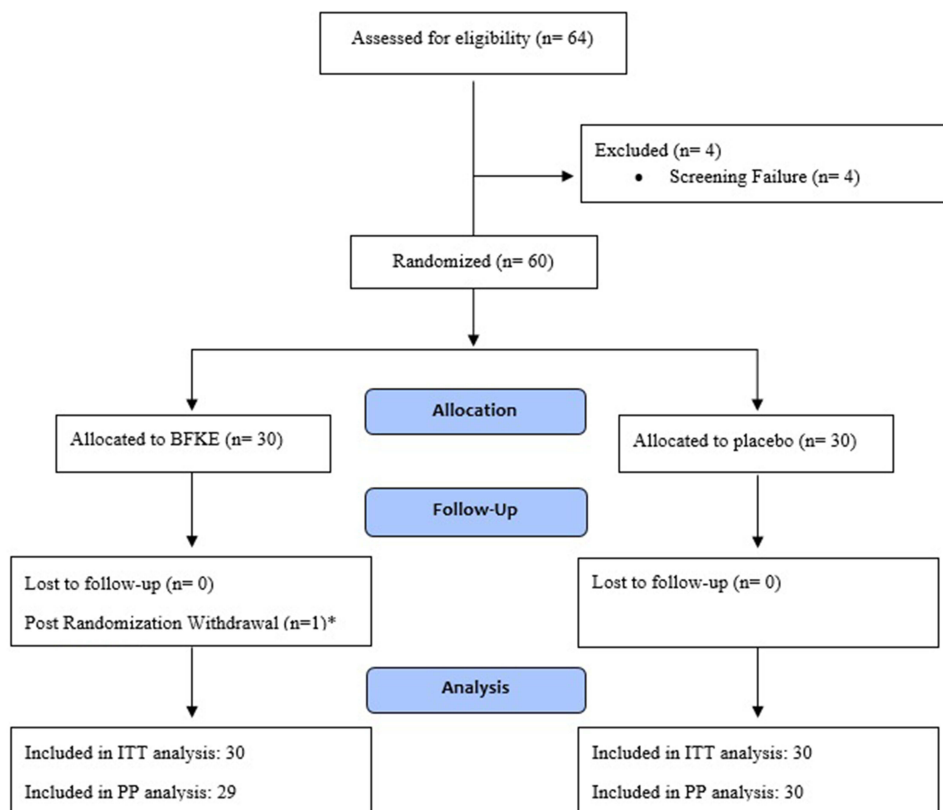 Assessed for eligibility (n= 64)
Excluded (n= 4)
• Screening Failure (n= 4)
Randomized (n= 60)
Allocation
Allocated to BFKE (n= 30)
Allocated to placebo (n= 30)
Follow-Up
Lost to follow-up (n= 0)
Post Randomization Withdrawal (n=1)*
Lost to follow-up (n= 0)
Analysis
Included in ITT analysis: 30
Included in PP analysis: 29
Included in ITT analysis: 30
Included in PP analysis: 30